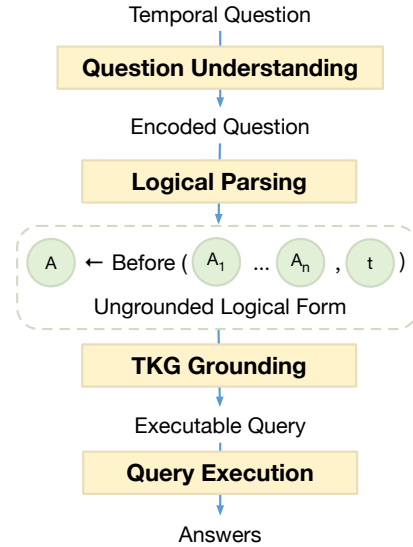 Temporal Question
Question Understanding
Encoded Question
Logical Parsing
A ← Before ( A₁ ... Aₙ , t )
Ungrounded Logical Form
TKG Grounding
Executable Query
Query Execution
Answers